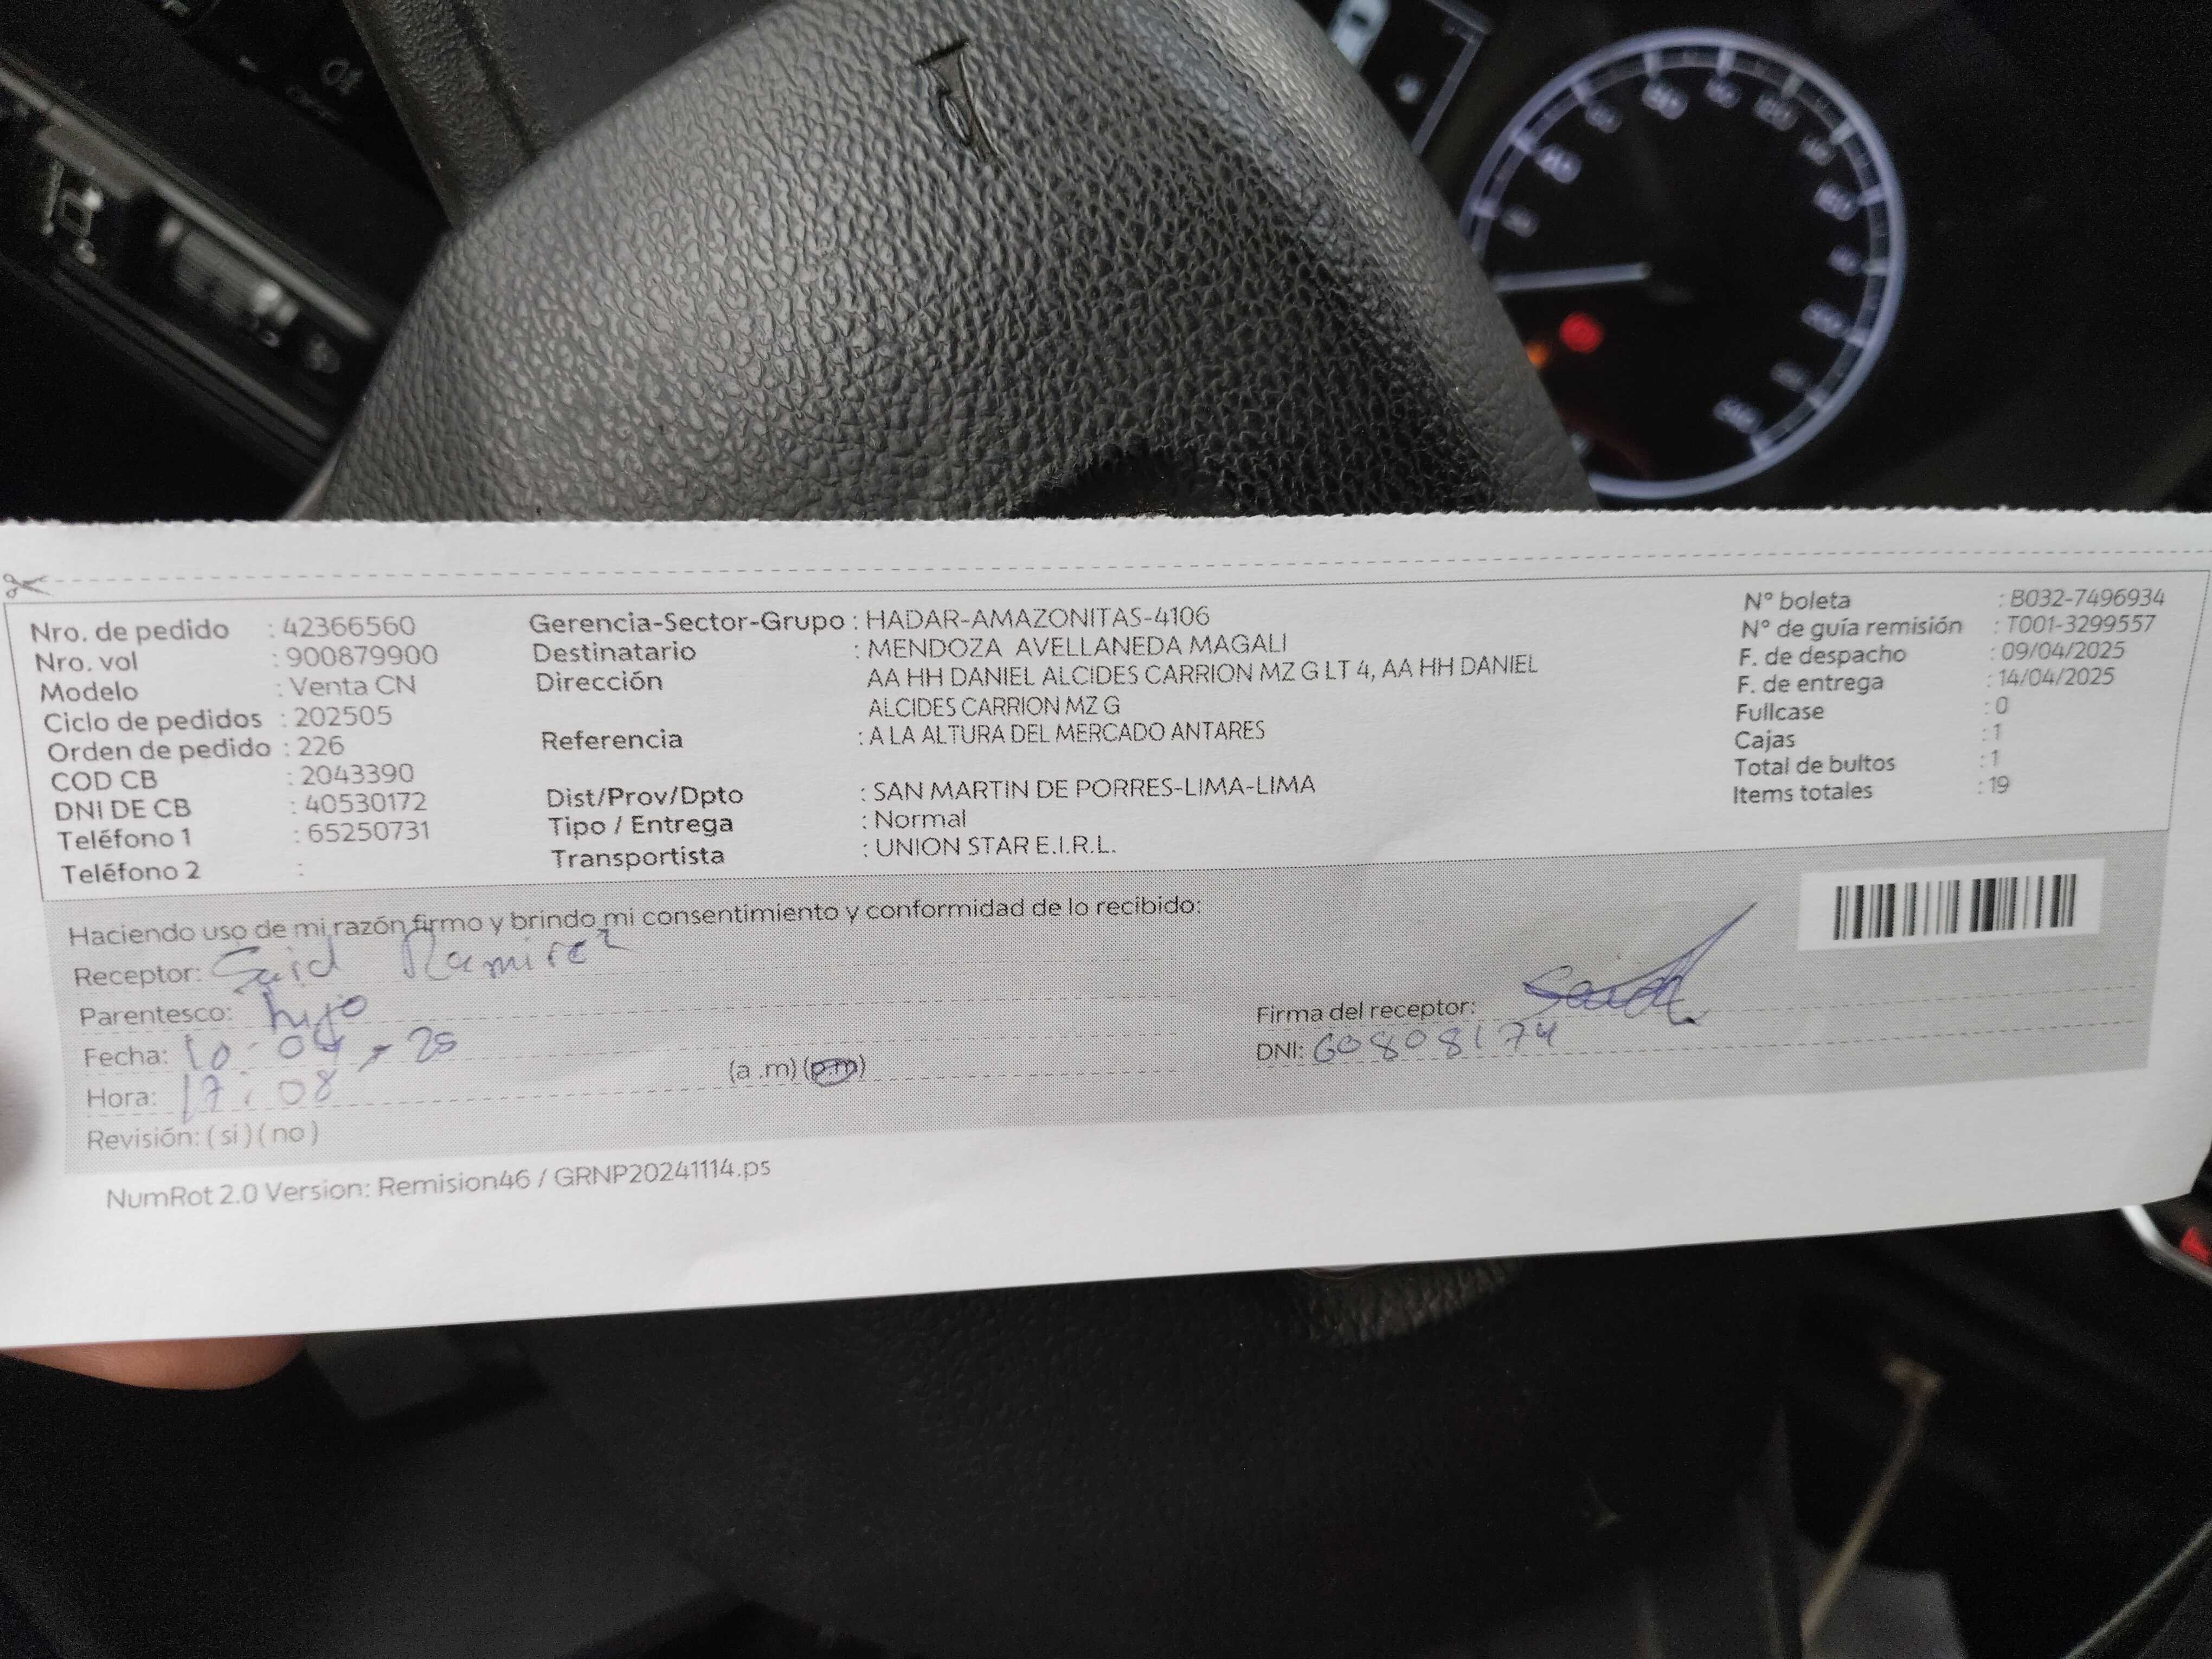 Nro. de pedido : 42366560
Nro. vol : 900879900
Modelo : Venta CN
Ciclo de pedidos : 202505
Orden de pedido : 226
COD CB : 2043390
DNI DE CB : 40530172
Teléfono 1 : 65250731
Teléfono 2 :
Gerencia-Sector-Grupo : HADAR-AMAZONITAS-4106
Destinatario : MENDOZA AVELLANEDA MAGALI
Dirección AA HH DANIEL ALCIDES CARRION MZ G LT 4, AA HH DANIEL
ALCIDES CARRION MZ G
Referencia : A LA ALTURA DEL MERCADO ANTARES
Dist/Prov/Dpto : SAN MARTIN DE PORRES-LIMA-LIMA
Tipo / Entrega : Normal
Transportista : UNION STAR E.I.R.L.
N° boleta : B032-7496934
N° de guía remisión : T001-3299557
F. de despacho : 09/04/2025
F. de entrega : 14/04/2025
Fullcase : 0
Cajas : 1
Total de bultos : 1
Items totales : 19
Haciendo uso de mi razón firmo y brindo mi consentimiento y conformidad de lo recibido:
Receptor: Said Ramirez
Parentesco: hijo
Fecha: 10-04-25
Hora: 17:08 (a .m) (p.m)
Revisión: ( si ) ( no )
Firma del receptor:
DNI: 60808174
NumRot 2.0 Version: Remision46 / GRNP20241114.ps